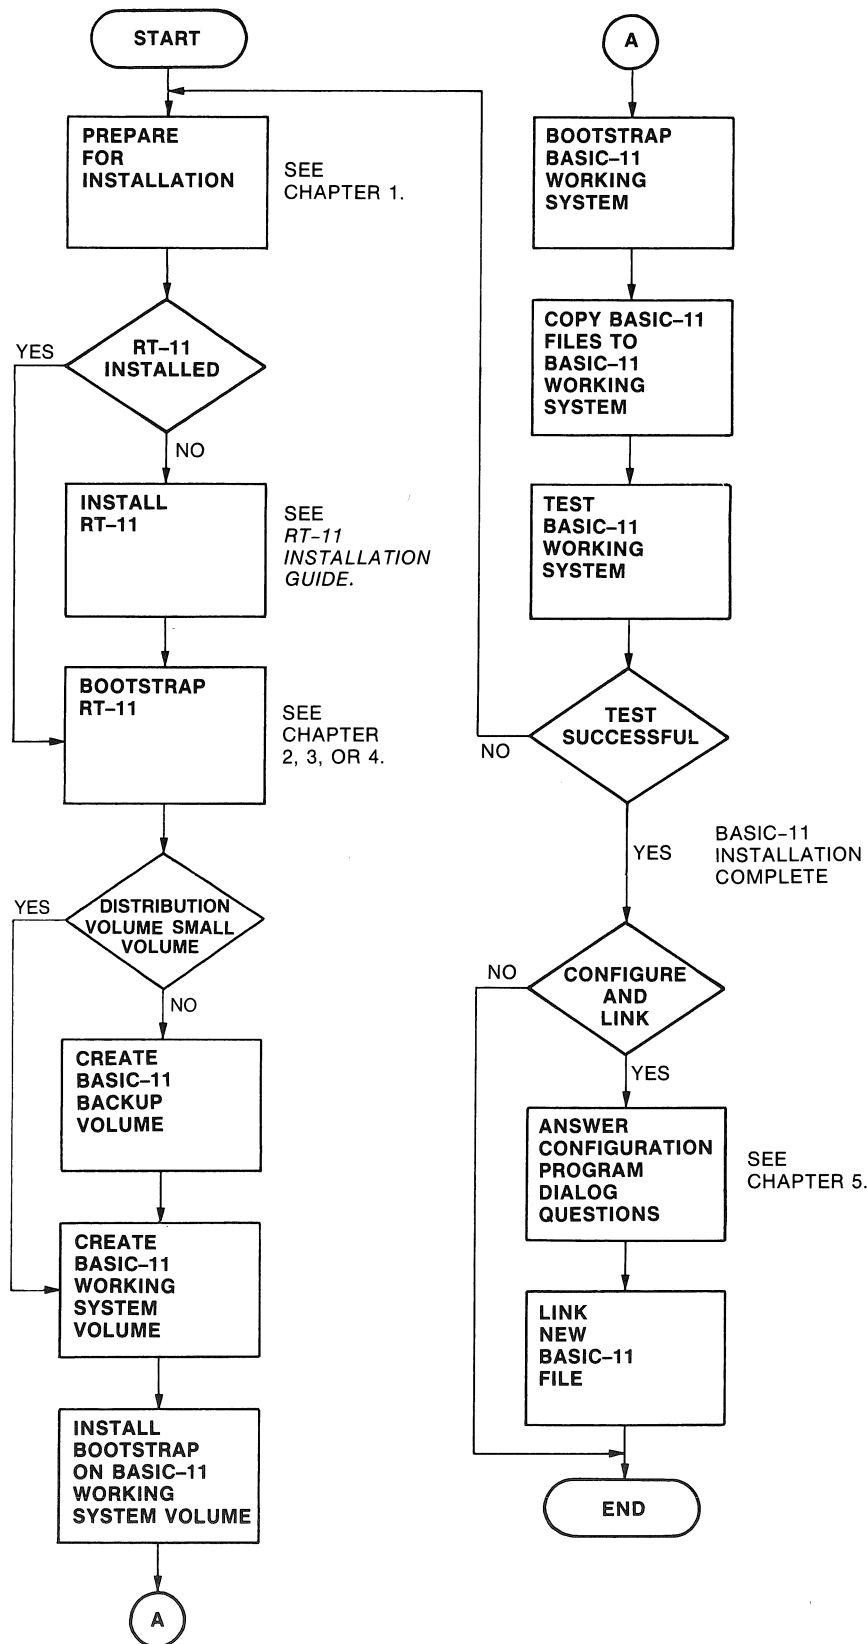 START
PREPARE
FOR
INSTALLATION
SEE
CHAPTER 1.
RT-11
INSTALLED
YES
NO
INSTALL
RT-11
SEE
RT-11
INSTALLATION
GUIDE.
BOOTSTRAP
RT-11
SEE
CHAPTER
2, 3, OR 4.
DISTRIBUTION
VOLUME SMALL
VOLUME
YES
NO
CREATE
BASIC-11
BACKUP
VOLUME
CREATE
BASIC-11
WORKING
SYSTEM
VOLUME
INSTALL
BOOTSTRAP
ON BASIC-11
WORKING
SYSTEM VOLUME
A
A
BOOTSTRAP
BASIC-11
WORKING
SYSTEM
COPY BASIC-11
FILES TO
BASIC-11
WORKING
SYSTEM
TEST
BASIC-11
WORKING
SYSTEM
TEST
SUCCESSFUL
NO
YES
BASIC-11
INSTALLATION
COMPLETE
CONFIGURE
AND
LINK
NO
YES
ANSWER
CONFIGURATION
PROGRAM
DIALOG
QUESTIONS
SEE
CHAPTER 5.
LINK
NEW
BASIC-11
FILE
END